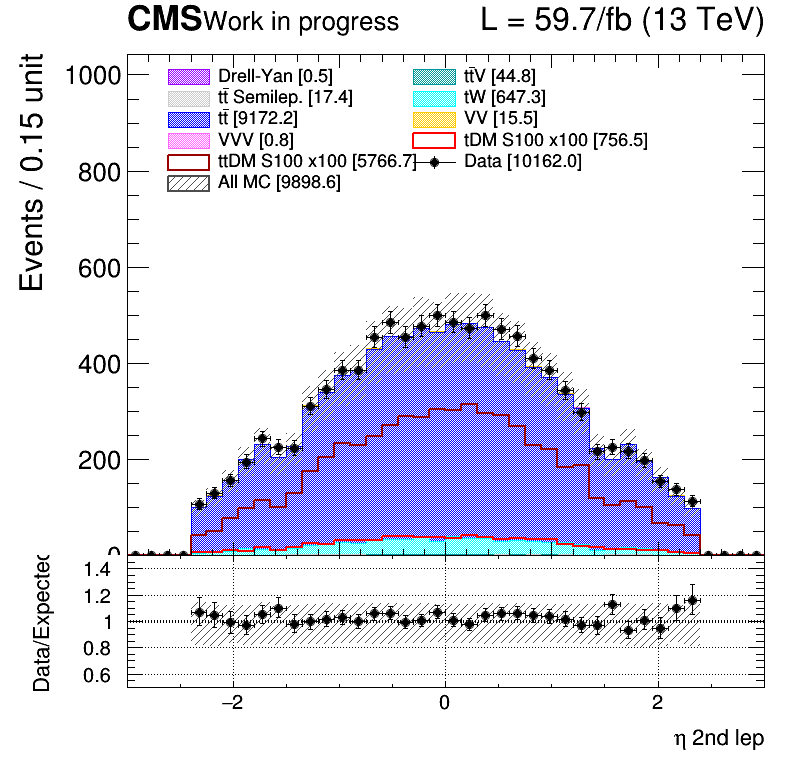 CMS Work in progress L = 59.7/fb (13 TeV)
Events / 0.15 unit
1000
800
600
400
200
0
Drell-Yan [0.5]
tt̄V [44.8]
tt̄ Semilep. [17.4]
tW [647.3]
tt̄ [9172.2]
VV [15.5]
VVV [0.8]
tDM S100 x100 [756.5]
ttDM S100 x100 [5766.7]
Data [10162.0]
All MC [9898.6]
Data/Expected
1.4
1.2
1
0.8
0.6
−2 0 2
η 2nd lep